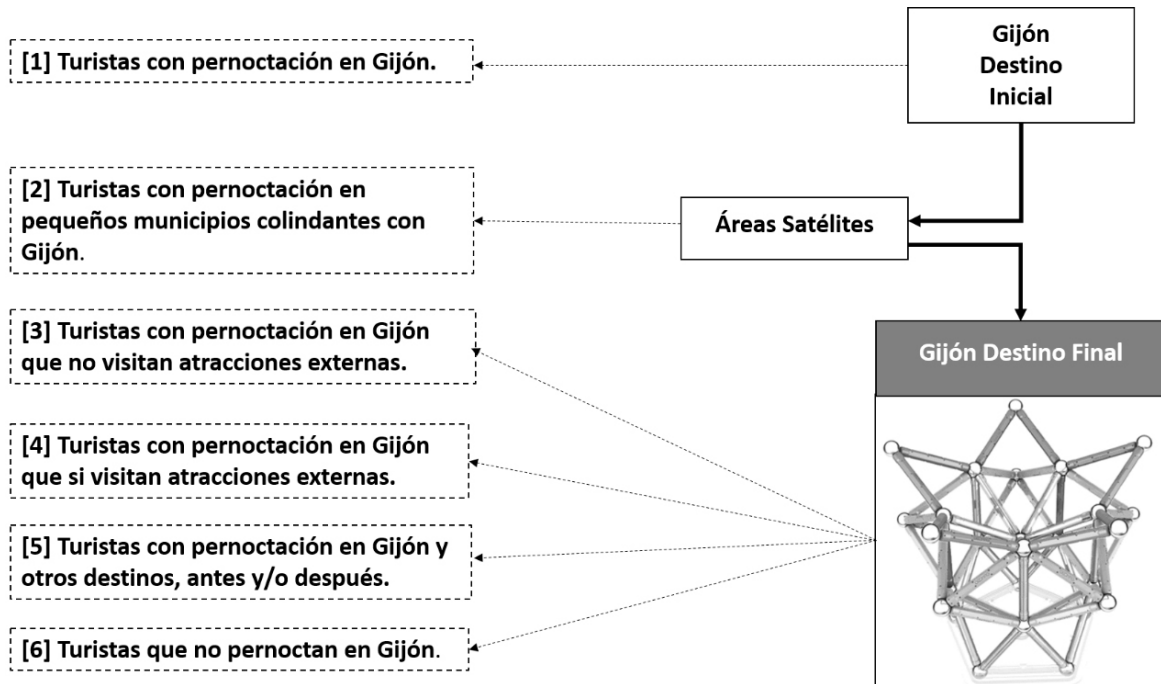 [1] Turistas con pernoctación en Gijón.
Gijón
Destino
Inicial
[2] Turistas con pernoctación en
pequeños municipios colindantes con
Gijón.
Áreas Satélites
[3] Turistas con pernoctación en Gijón
que no visitan atracciones externas.
Gijón Destino Final
[4] Turistas con pernoctación en Gijón
que si visitan atracciones externas.
[5] Turistas con pernoctación en Gijón y
otros destinos, antes y/o después.
[6] Turistas que no pernoctan en Gijón.